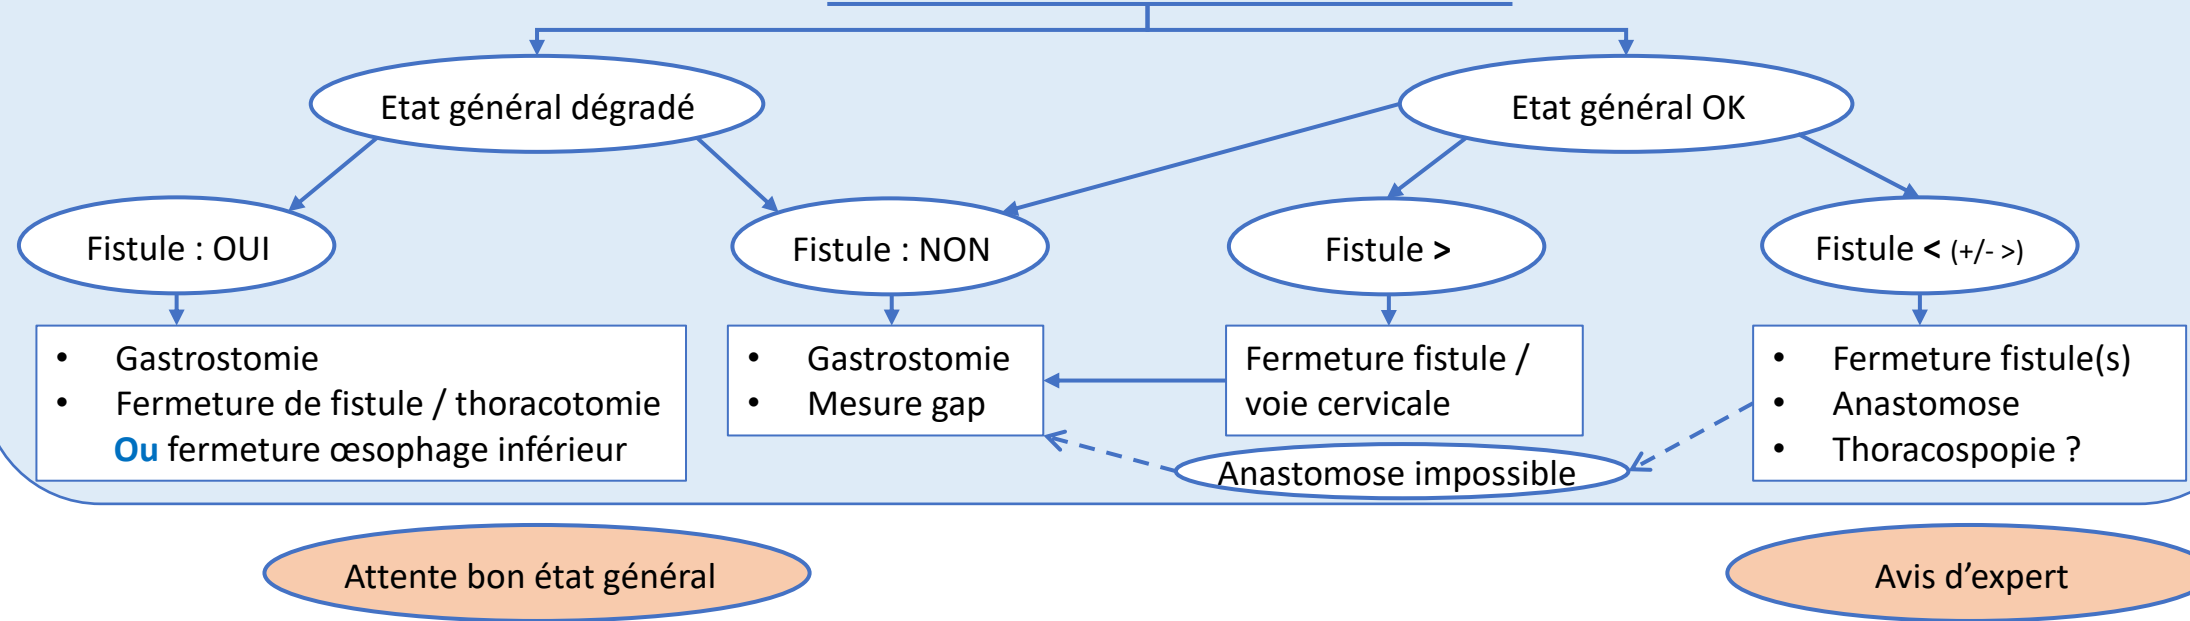 Etat général dégradé
Etat général OK
Fistule : OUI
Fistule : NON
Fistule >
Fistule < (+/- >)
• Gastrostomie
• Fermeture de fistule / thoracotomie
Ou fermeture œsophage inférieur
• Gastrostomie
• Mesure gap
Fermeture fistule /
voie cervicale
• Fermeture fistule(s)
• Anastomose
• Thoracospopie ?
Anastomose impossible
Attente bon état général
Avis d’expert